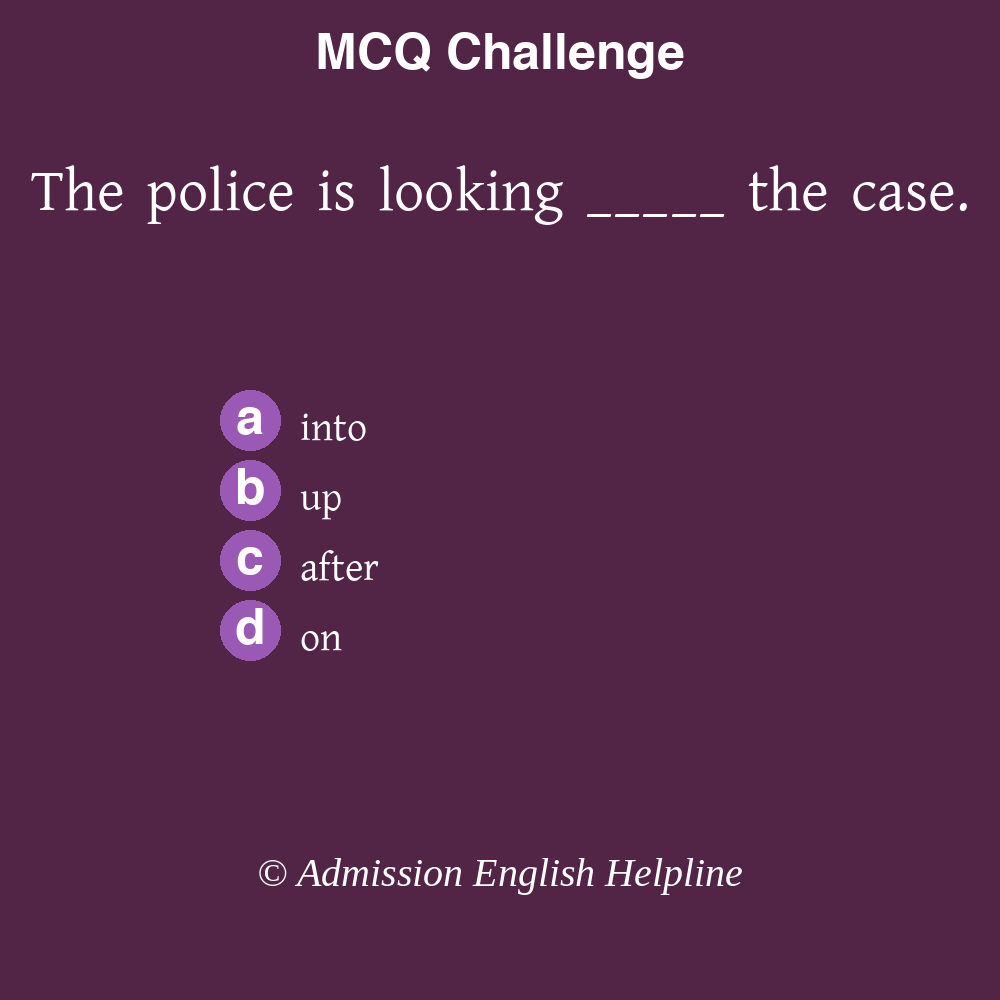 MCQ Challenge
The police is looking _____ the case.
a into
b up
c after
d on
© Admission English Helpline